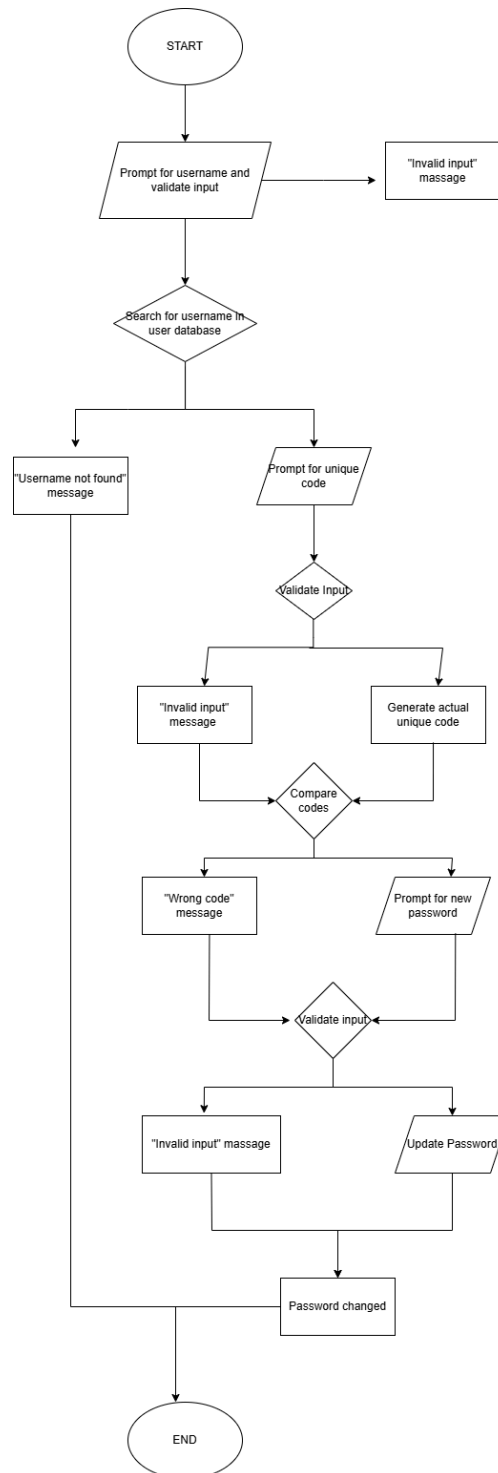 START
Prompt for username and
validate input
"Invalid input"
massage
Search for username in
user database
"Username not found"
message
Prompt for unique
code
Validate Input
"Invalid input"
message
Generate actual
unique code
Compare
codes
"Wrong code"
message
Prompt for new
password
Validate input
"Invalid input" massage
Update Password
Password changed
END